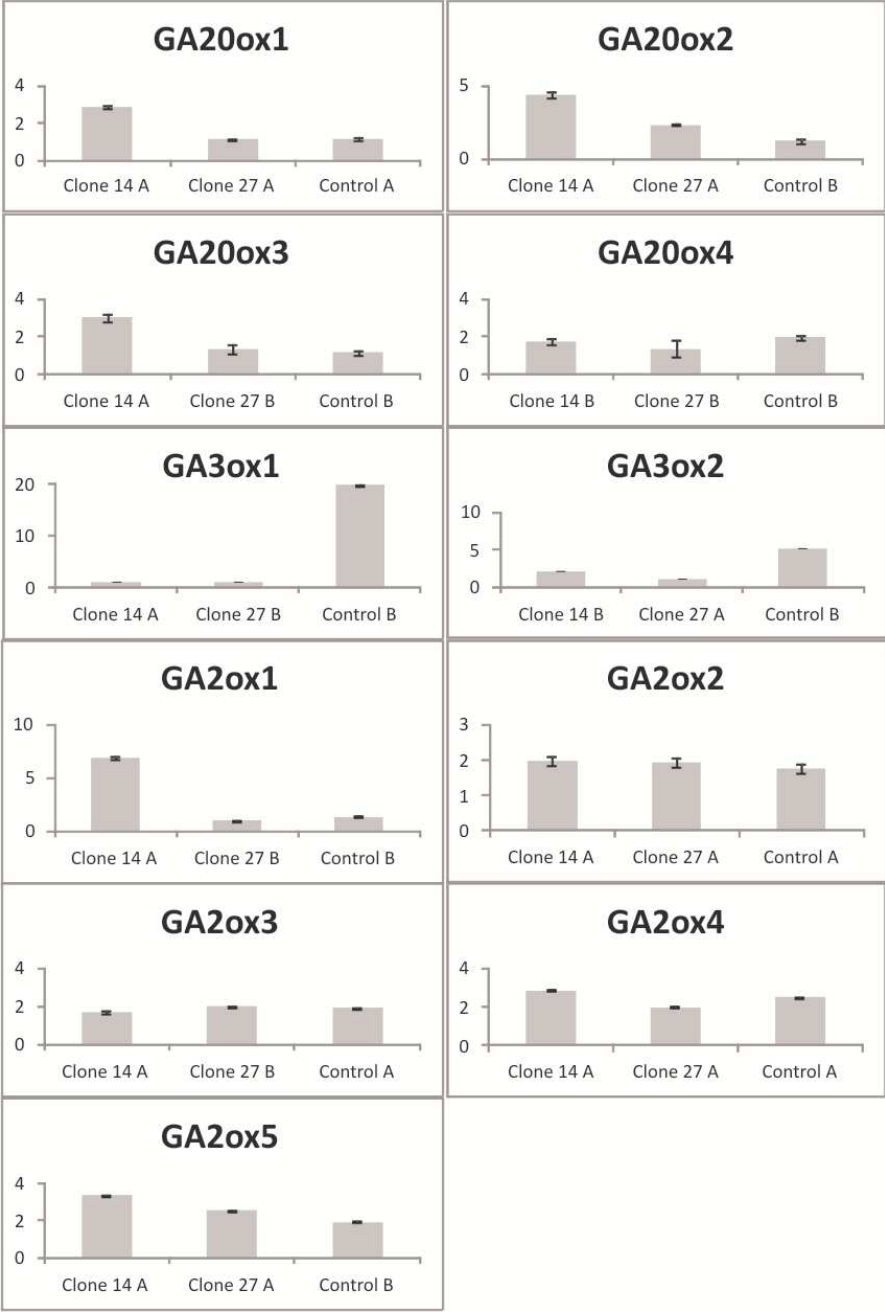 GA20ox1
4
2
0
Clone 14 A Clone 27 A Control A
GA20ox2
5
0
Clone 14 A Clone 27 A Control B
GA20ox3
4
2
0
Clone 14 A Clone 27 B Control B
GA20ox4
4
2
0
Clone 14 B Clone 27 B Control B
GA3ox1
20
10
0
Clone 14 A Clone 27 B Control B
GA3ox2
10
5
0
Clone 14 B Clone 27 A Control B
GA2ox1
10
5
0
Clone 14 A Clone 27 B Control B
GA2ox2
3
2
1
0
Clone 14 A Clone 27 A Control A
GA2ox3
4
2
0
Clone 14 A Clone 27 B Control A
GA2ox4
4
2
0
Clone 14 A Clone 27 A Control A
GA2ox5
4
2
0
Clone 14 A Clone 27 A Control B